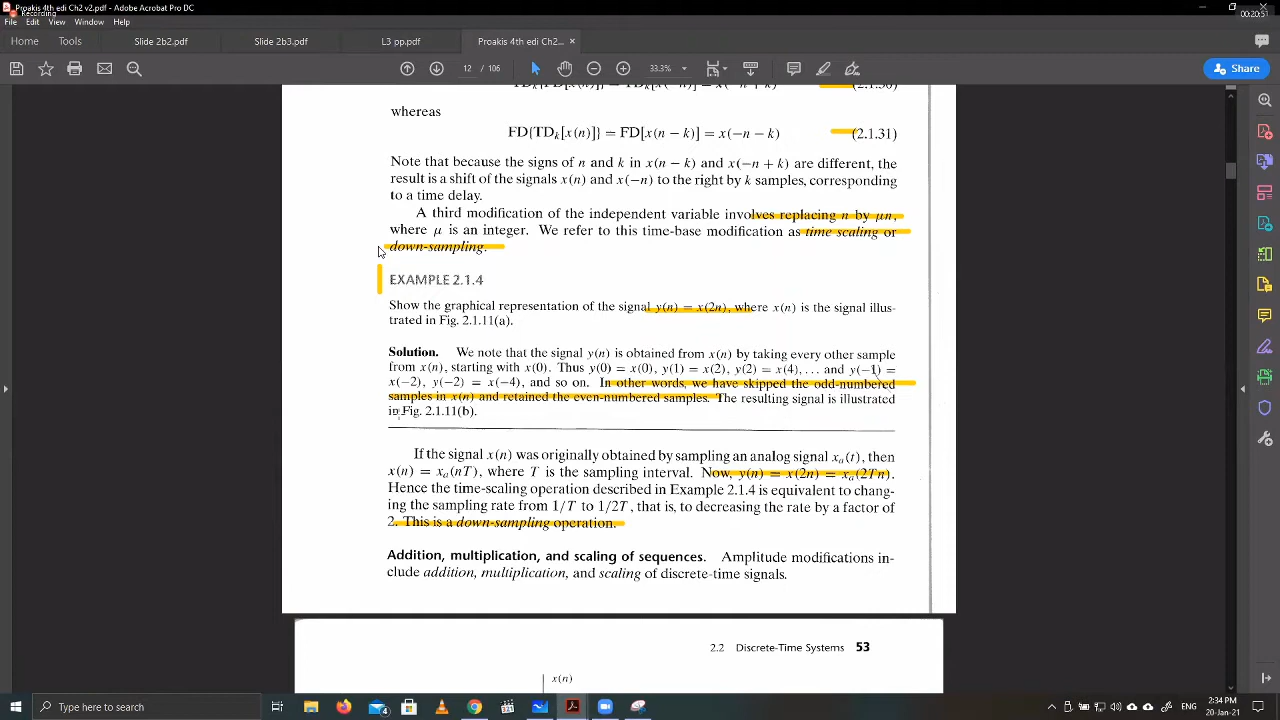 Proakis 4th edi Ch2 v2.pdf - Adobe Acrobat Pro DC
Recording
00:20:51
File Edit View Window Help
Home Tools Slide 2b2.pdf Slide 2b3.pdf L3 pp.pdf Proakis 4th edi Ch2... ×
12 / 106 33.3% Share
whereas
FD{TDk[x(n)]} = FD[x(n − k)] = x(−n − k) (2.1.31)
Note that because the signs of n and k in x(n − k) and x(−n + k) are different, the
result is a shift of the signals x(n) and x(−n) to the right by k samples, corresponding
to a time delay.
A third modification of the independent variable involves replacing n by μn,
where μ is an integer. We refer to this time-base modification as time scaling or
down-sampling.
EXAMPLE 2.1.4
Show the graphical representation of the signal y(n) = x(2n), where x(n) is the signal illus-
trated in Fig. 2.1.11(a).
Solution. We note that the signal y(n) is obtained from x(n) by taking every other sample
from x(n), starting with x(0). Thus y(0) = x(0), y(1) = x(2), y(2) = x(4), . . . and y(−1) =
x(−2), y(−2) = x(−4), and so on. In other words, we have skipped the odd-numbered
samples in x(n) and retained the even-numbered samples. The resulting signal is illustrated
in Fig. 2.1.11(b).
If the signal x(n) was originally obtained by sampling an analog signal xa(t), then
x(n) = xa(nT), where T is the sampling interval. Now, y(n) = x(2n) = xa(2Tn).
Hence the time-scaling operation described in Example 2.1.4 is equivalent to chang-
ing the sampling rate from 1/T to 1/2T, that is, to decreasing the rate by a factor of
2. This is a down-sampling operation.
Addition, multiplication, and scaling of sequences. Amplitude modifications in-
clude addition, multiplication, and scaling of discrete-time signals.
2.2 Discrete-Time Systems 53
x(n)
Type here to search
ENG
2:34 PM
20-Jan-21